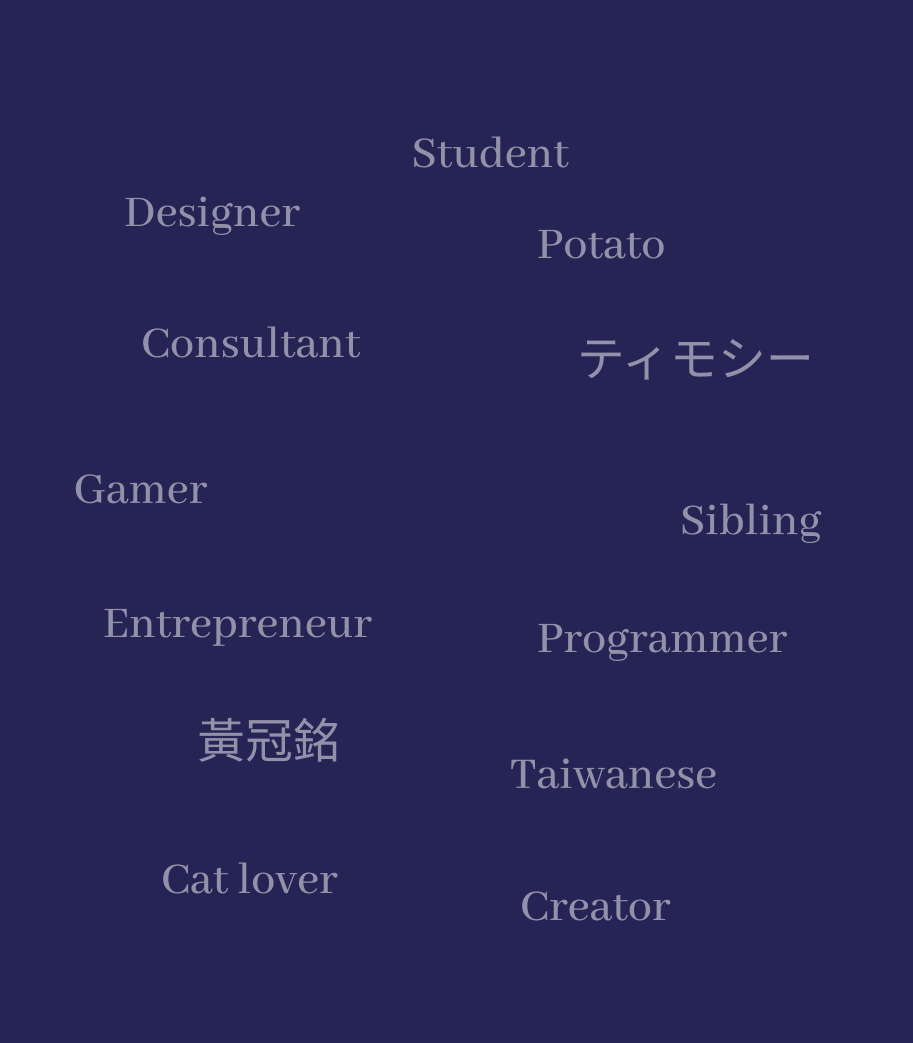 Student
Designer
Potato
Consultant
ティモシー
Gamer
Sibling
Entrepreneur
Programmer
黃冠銘
Taiwanese
Cat lover
Creator